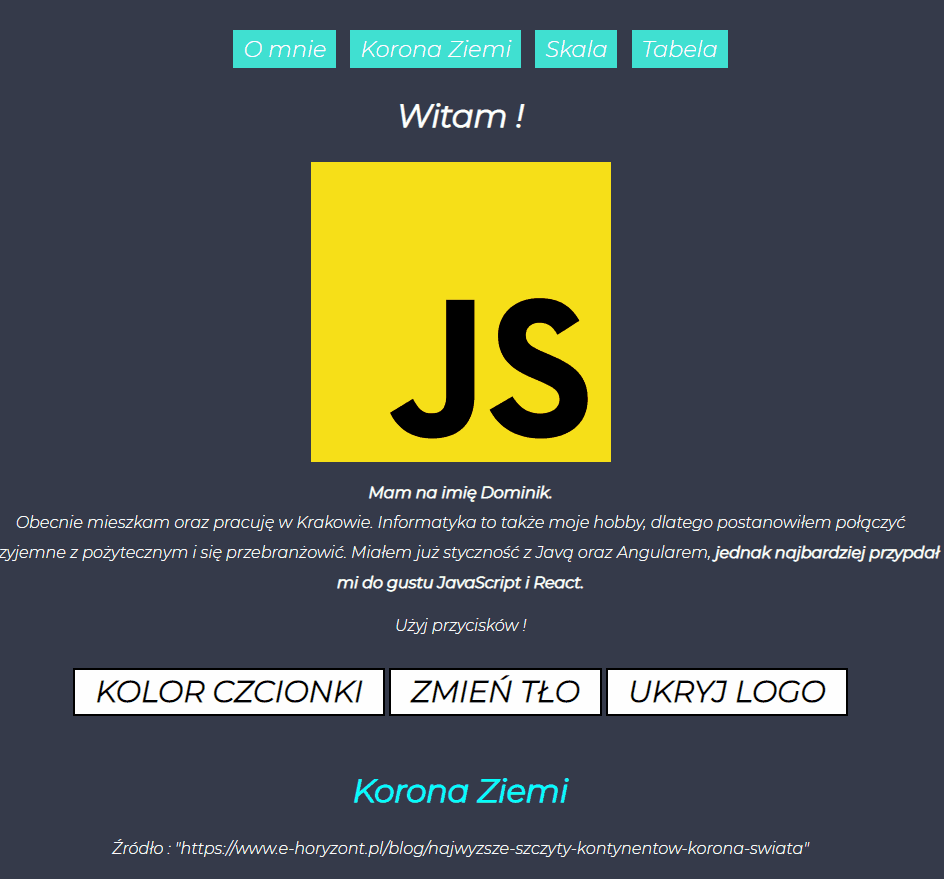 O mnie Korona Ziemi Skala Tabela
Witam !
JS
Mam na imię Dominik.
Obecnie mieszkam oraz pracuję w Krakowie. Informatyka to także moje hobby, dlatego postanowiłem połączyć
zyjemne z pożytecznym i się przebranżowić. Miałem już styczność z Javą oraz Angularem, jednak najbardziej przypdał
mi do gustu JavaScript i React.
Użyj przycisków !
KOLOR CZCIONKI ZMIEŃ TŁO UKRYJ LOGO
Korona Ziemi
Źródło : "https://www.e-horyzont.pl/blog/najwyzsze-szczyty-kontynentow-korona-swiata"